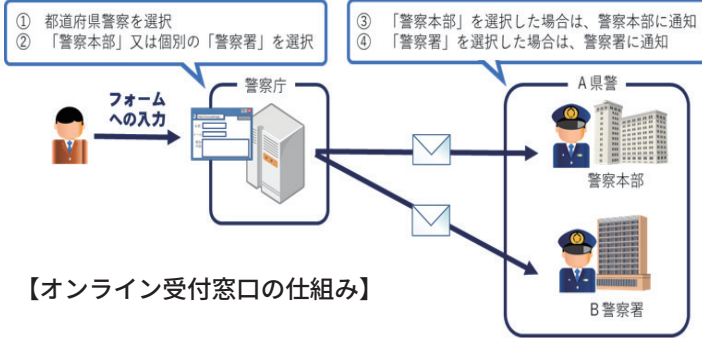 ① 都道府県警察を選択
② 「警察本部」又は個別の「警察署」を選択
③ 「警察本部」を選択した場合は、警察本部に通知
④ 「警察署」を選択した場合は、警察署に通知
フォーム
への入力
警察庁
A県警
警察本部
B警察署
【オンライン受付窓口の仕組み】